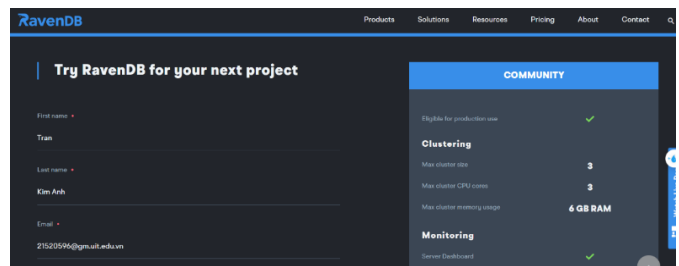 RavenDB
Products Solutions Resources Pricing About Contact
Try RavenDB for your next project
First name *
Tran
Last name *
Kim Anh
Email *
21520596@gm.uit.edu.vn
COMMUNITY
Eligible for production use
Clustering
Max cluster size 3
Max cluster CPU cores 3
Max cluster memory usage 6 GB RAM
Monitoring
Server Dashboard